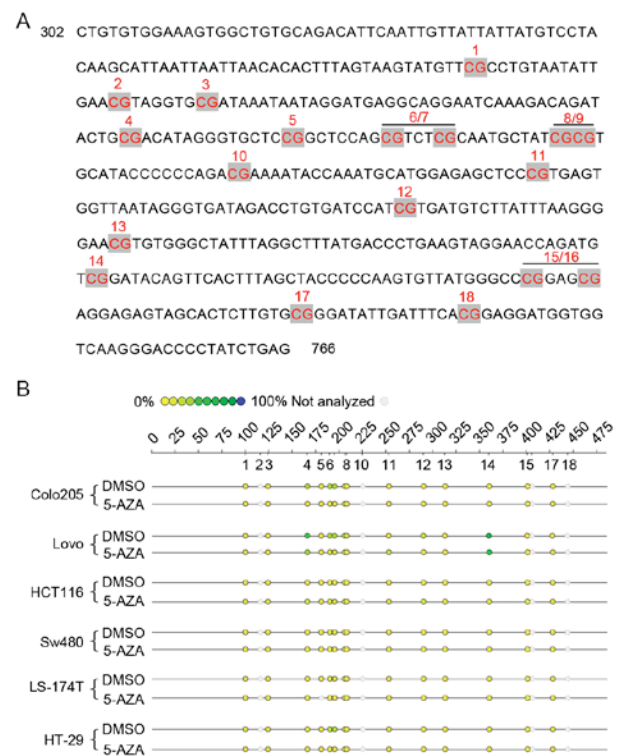 A
302 CTGTGTGGAAAGTGGCTGTGCAGACATTCAATTGTTATTATTATGTCCTA
1
CAAGCATTAATTAATTAACACACTTTAGTAAGTATGTTCGCCTGTAATATT
2 3
GAACGTAGGTGCGATAAATAATAGGATGAGGCAGGAATCAAAGACAGAT
4 5 6/7 8/9
ACTGCGACATAGGGTGCTCCGGCTCCAGCGTCTCGCAATGCTATCGCGT
10 11
GCATACCCCCCAGACGAAAATACCAAATGCATGGAGAGCTCCCGTGAGT
12
GGTTAATAGGGTGATAGACCTGTGATCCATCGTGATGTCTTATTTAAGGG
13
GAACGTGTGGGCTATTTAGGCTTTATGACCCTGAAGTAGGAACCAGATG
14 15/16
TCGGATACAGTTCACTTTAGCTACCCCCAAGTGTTATGGGCCCGGAGCG
17 18
AGGAGAGTAGCACTCTTGTGCGGGATATTGATTTCACGGAGGATGGTGG
TCAAGGGACCCCTATCTGAG 766
B
0% 100% Not analyzed
0 25 50 75 100 125 150 175 200 225 250 275 300 325 350 375 400 425 450 475
1 2 3 4 5 6 8 10 11 12 13 14 15 17 18
Colo205 { DMSO
5-AZA
Lovo { DMSO
5-AZA
HCT116 { DMSO
5-AZA
Sw480 { DMSO
5-AZA
LS-174T { DMSO
5-AZA
HT-29 { DMSO
5-AZA